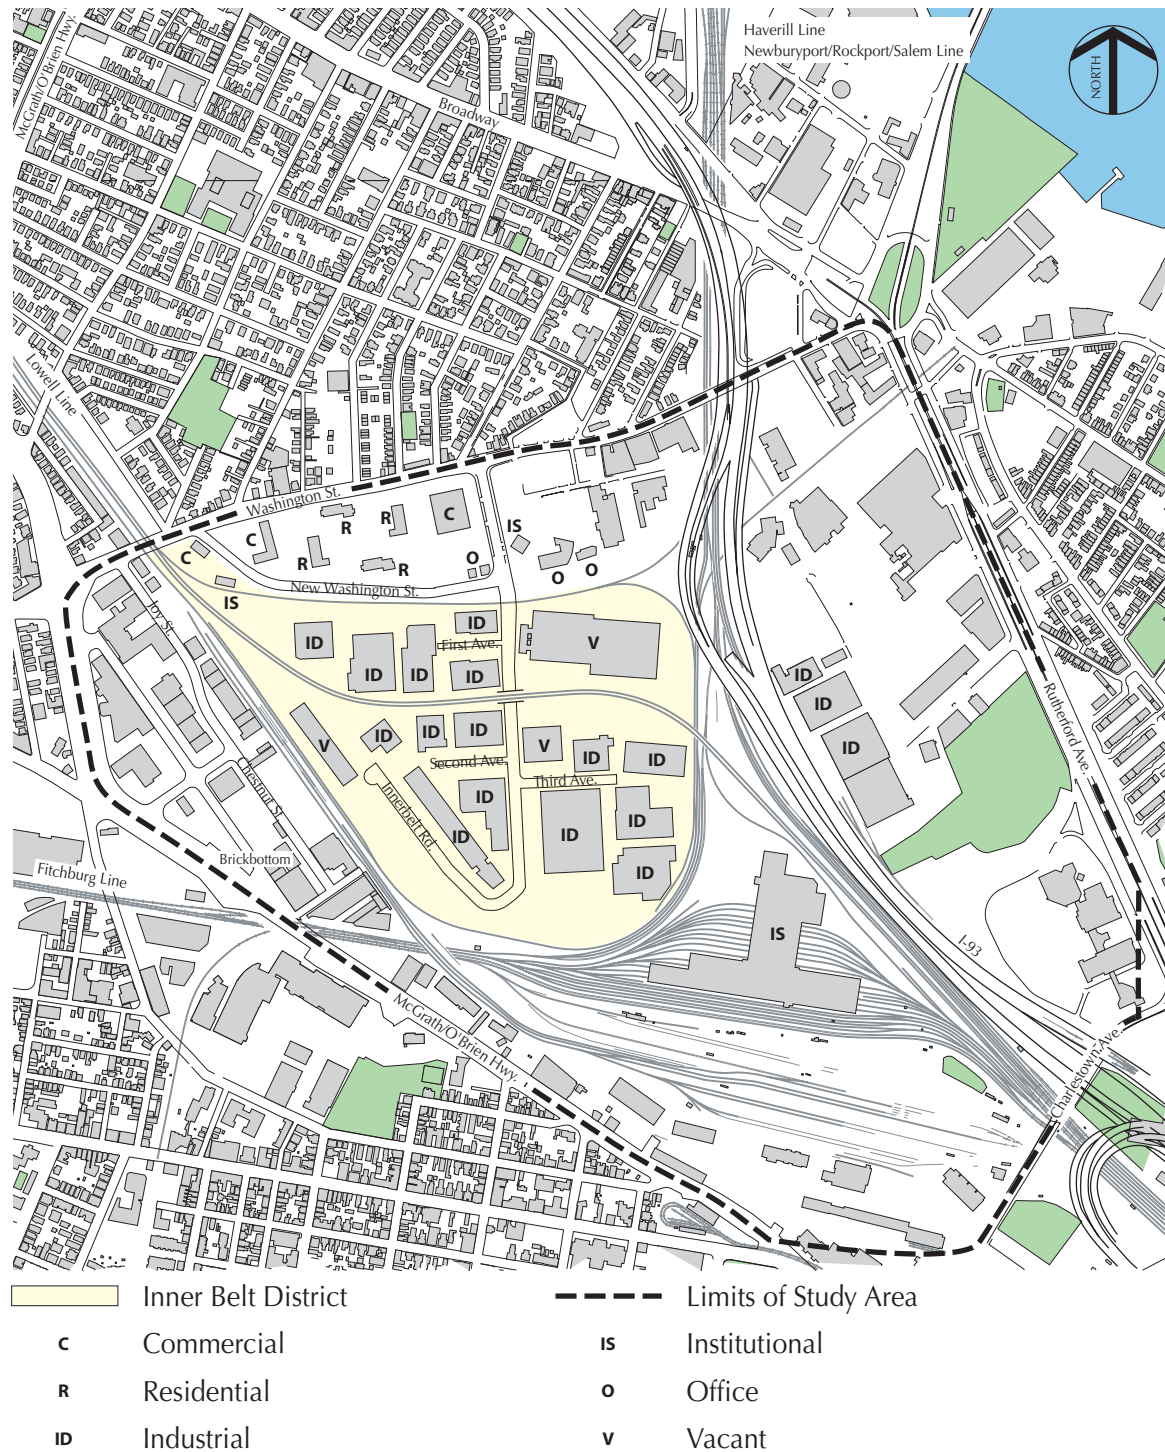 Haverill Line
Newburyport/Rockport/Salem Line
NORTH
McGrath/O'Brien Hwy.
Broadway
Lowell Line
Washington St.
C
R
R
C
IS
C
R
R
O
O
O
New Washington St.
IS
Joy St.
ID
First Ave.
ID
V
ID
ID
ID
ID
ID
ID
Rutherford Ave.
V
ID
ID
ID
V
ID
ID
ID
Second Ave.
Third Ave.
Chestnut St.
Innerbelt Rd.
ID
ID
ID
ID
ID
Brickbottom
Fitchburg Line
IS
I-93
McGrath/O'Brien Hwy.
Charlestown Ave.
Inner Belt District
Limits of Study Area
C Commercial
IS Institutional
R Residential
O Office
ID Industrial
V Vacant